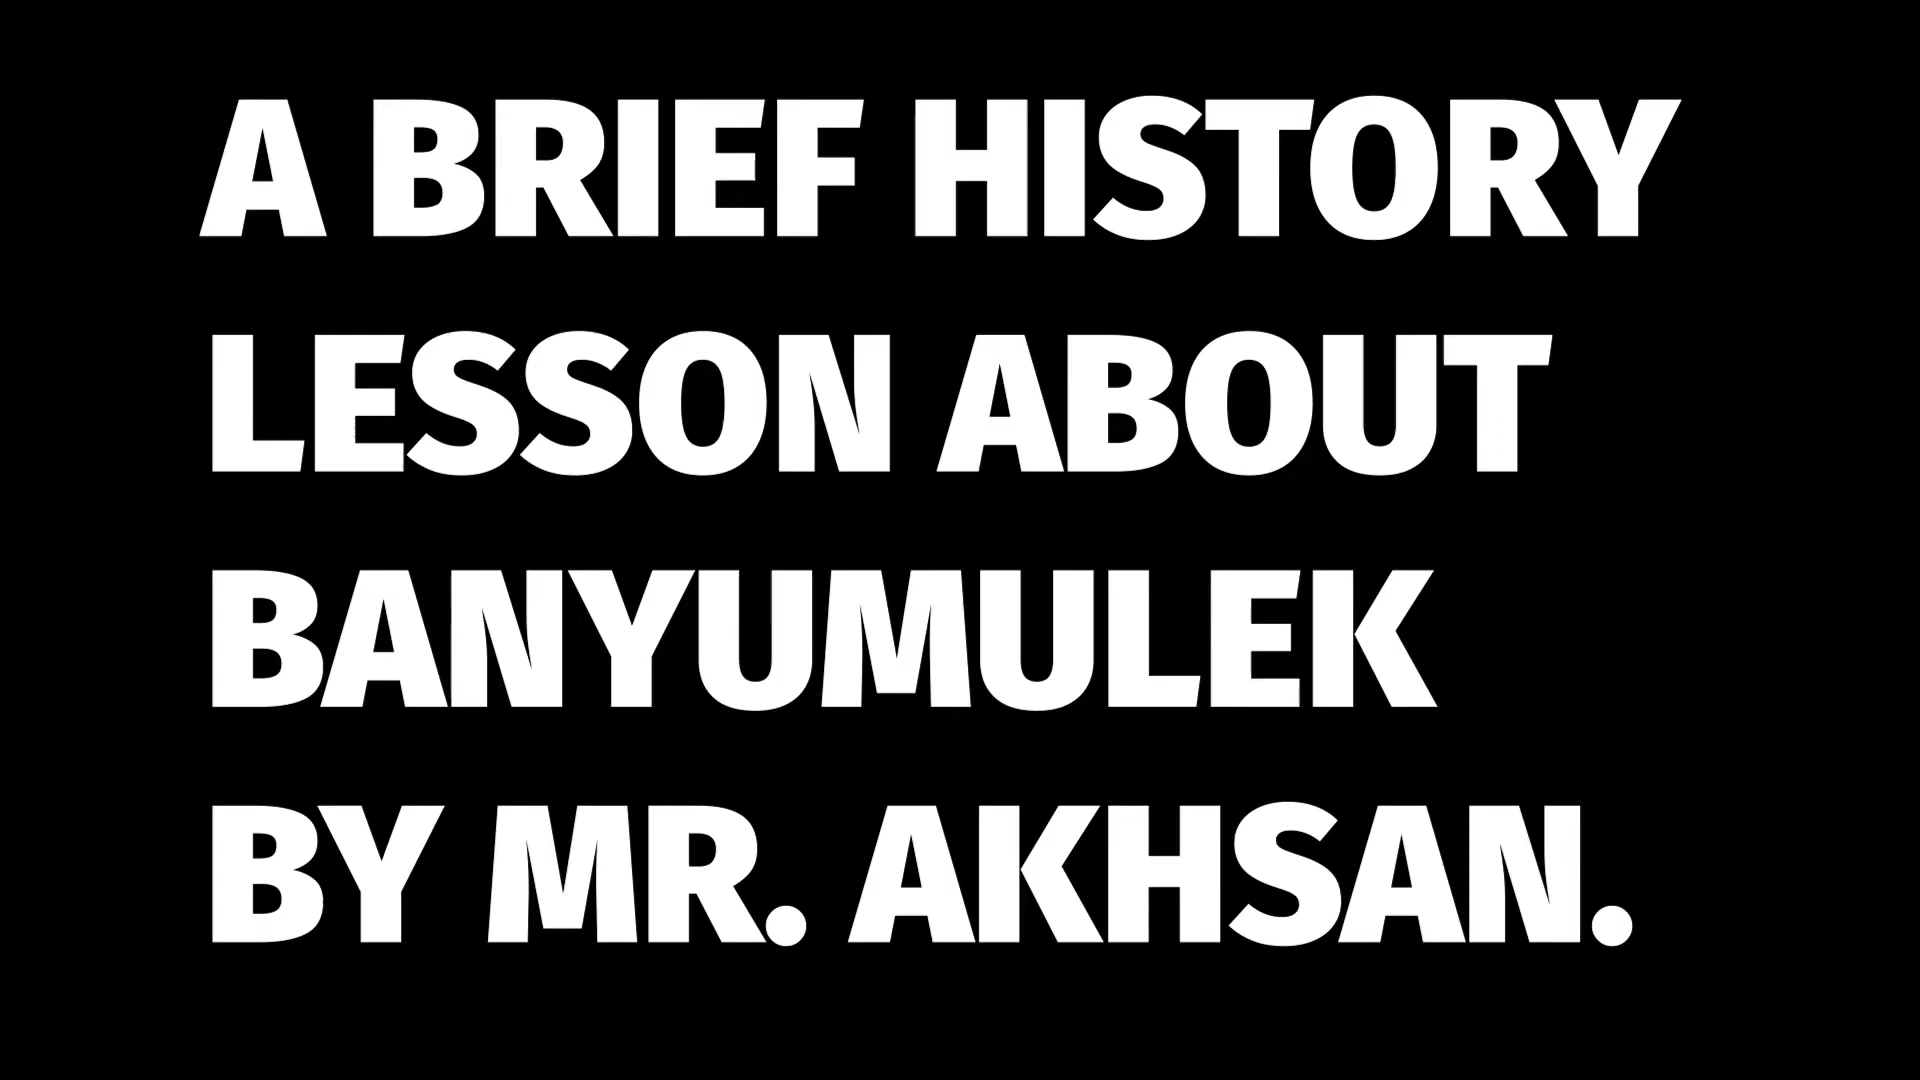 A BRIEF HISTORY
LESSON ABOUT
BANYUMULEK
BY MR. AKHSAN.